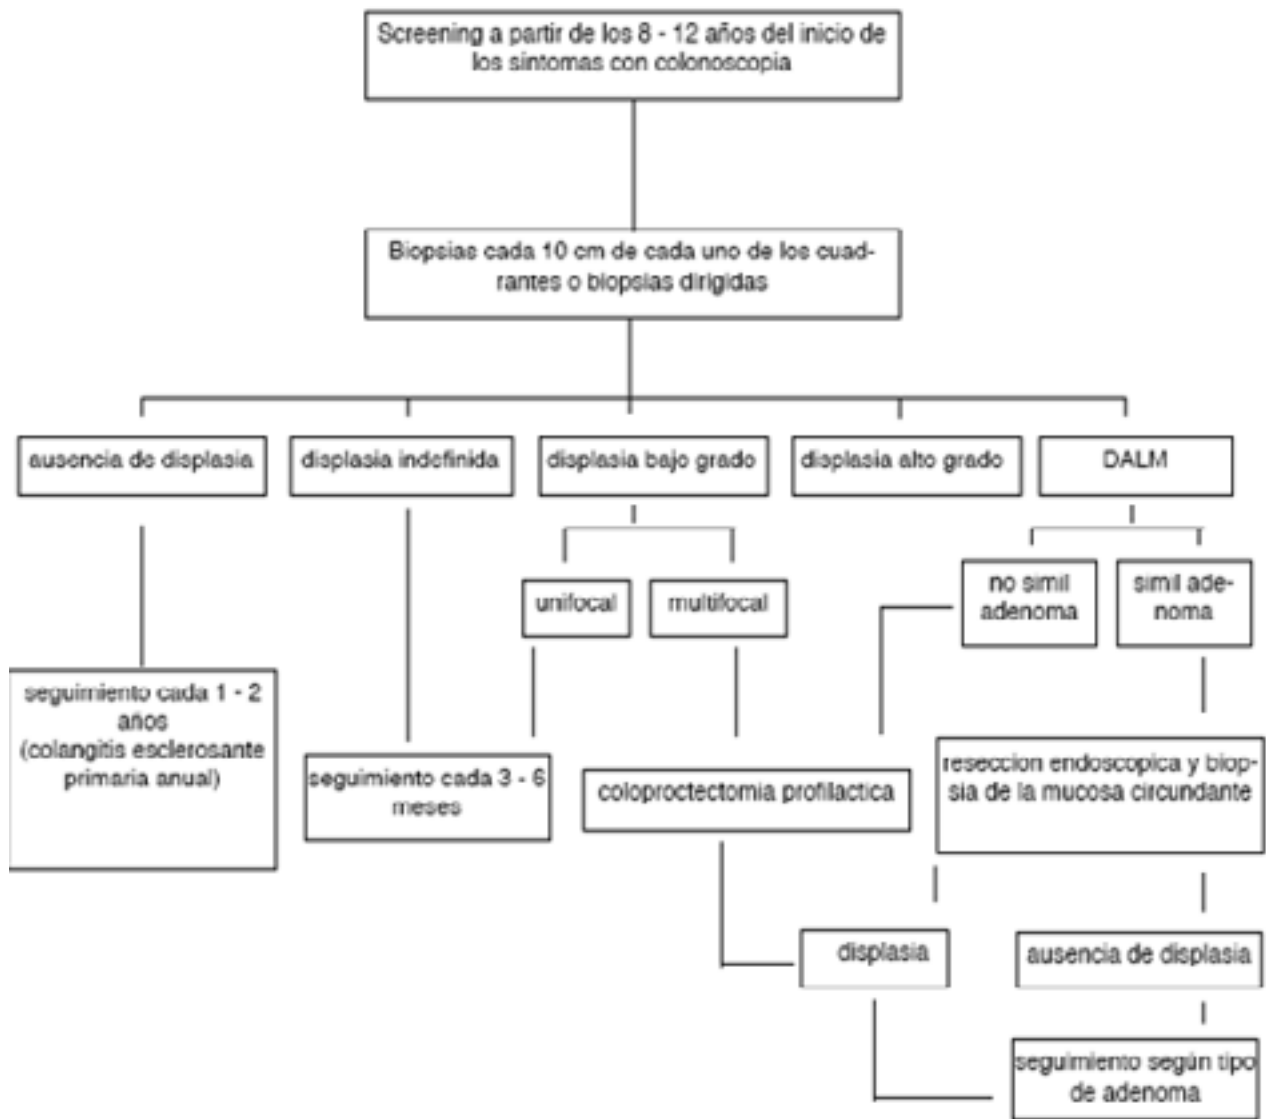 Screening a partir de los 8 - 12 años del inicio de
los sintomas con colonoscopia
Biopsias cada 10 cm de cada uno de los cuad-
rantes o biopsias dirigidas
ausencia de displasia
displasia indefinida
displasia bajo grado
displasia alto grado
DALM
unifocal
multifocal
no simil
adenoma
simil ade-
noma
seguimiento cada 1 - 2
años
(colangitis esclerosante
primaria anual)
seguimiento cada 3 - 6
meses
coloproctectomia profilactica
reseccion endoscopica y biop-
sia de la mucosa circundante
displasia
ausencia de displasia
seguimiento según tipo
de adenoma